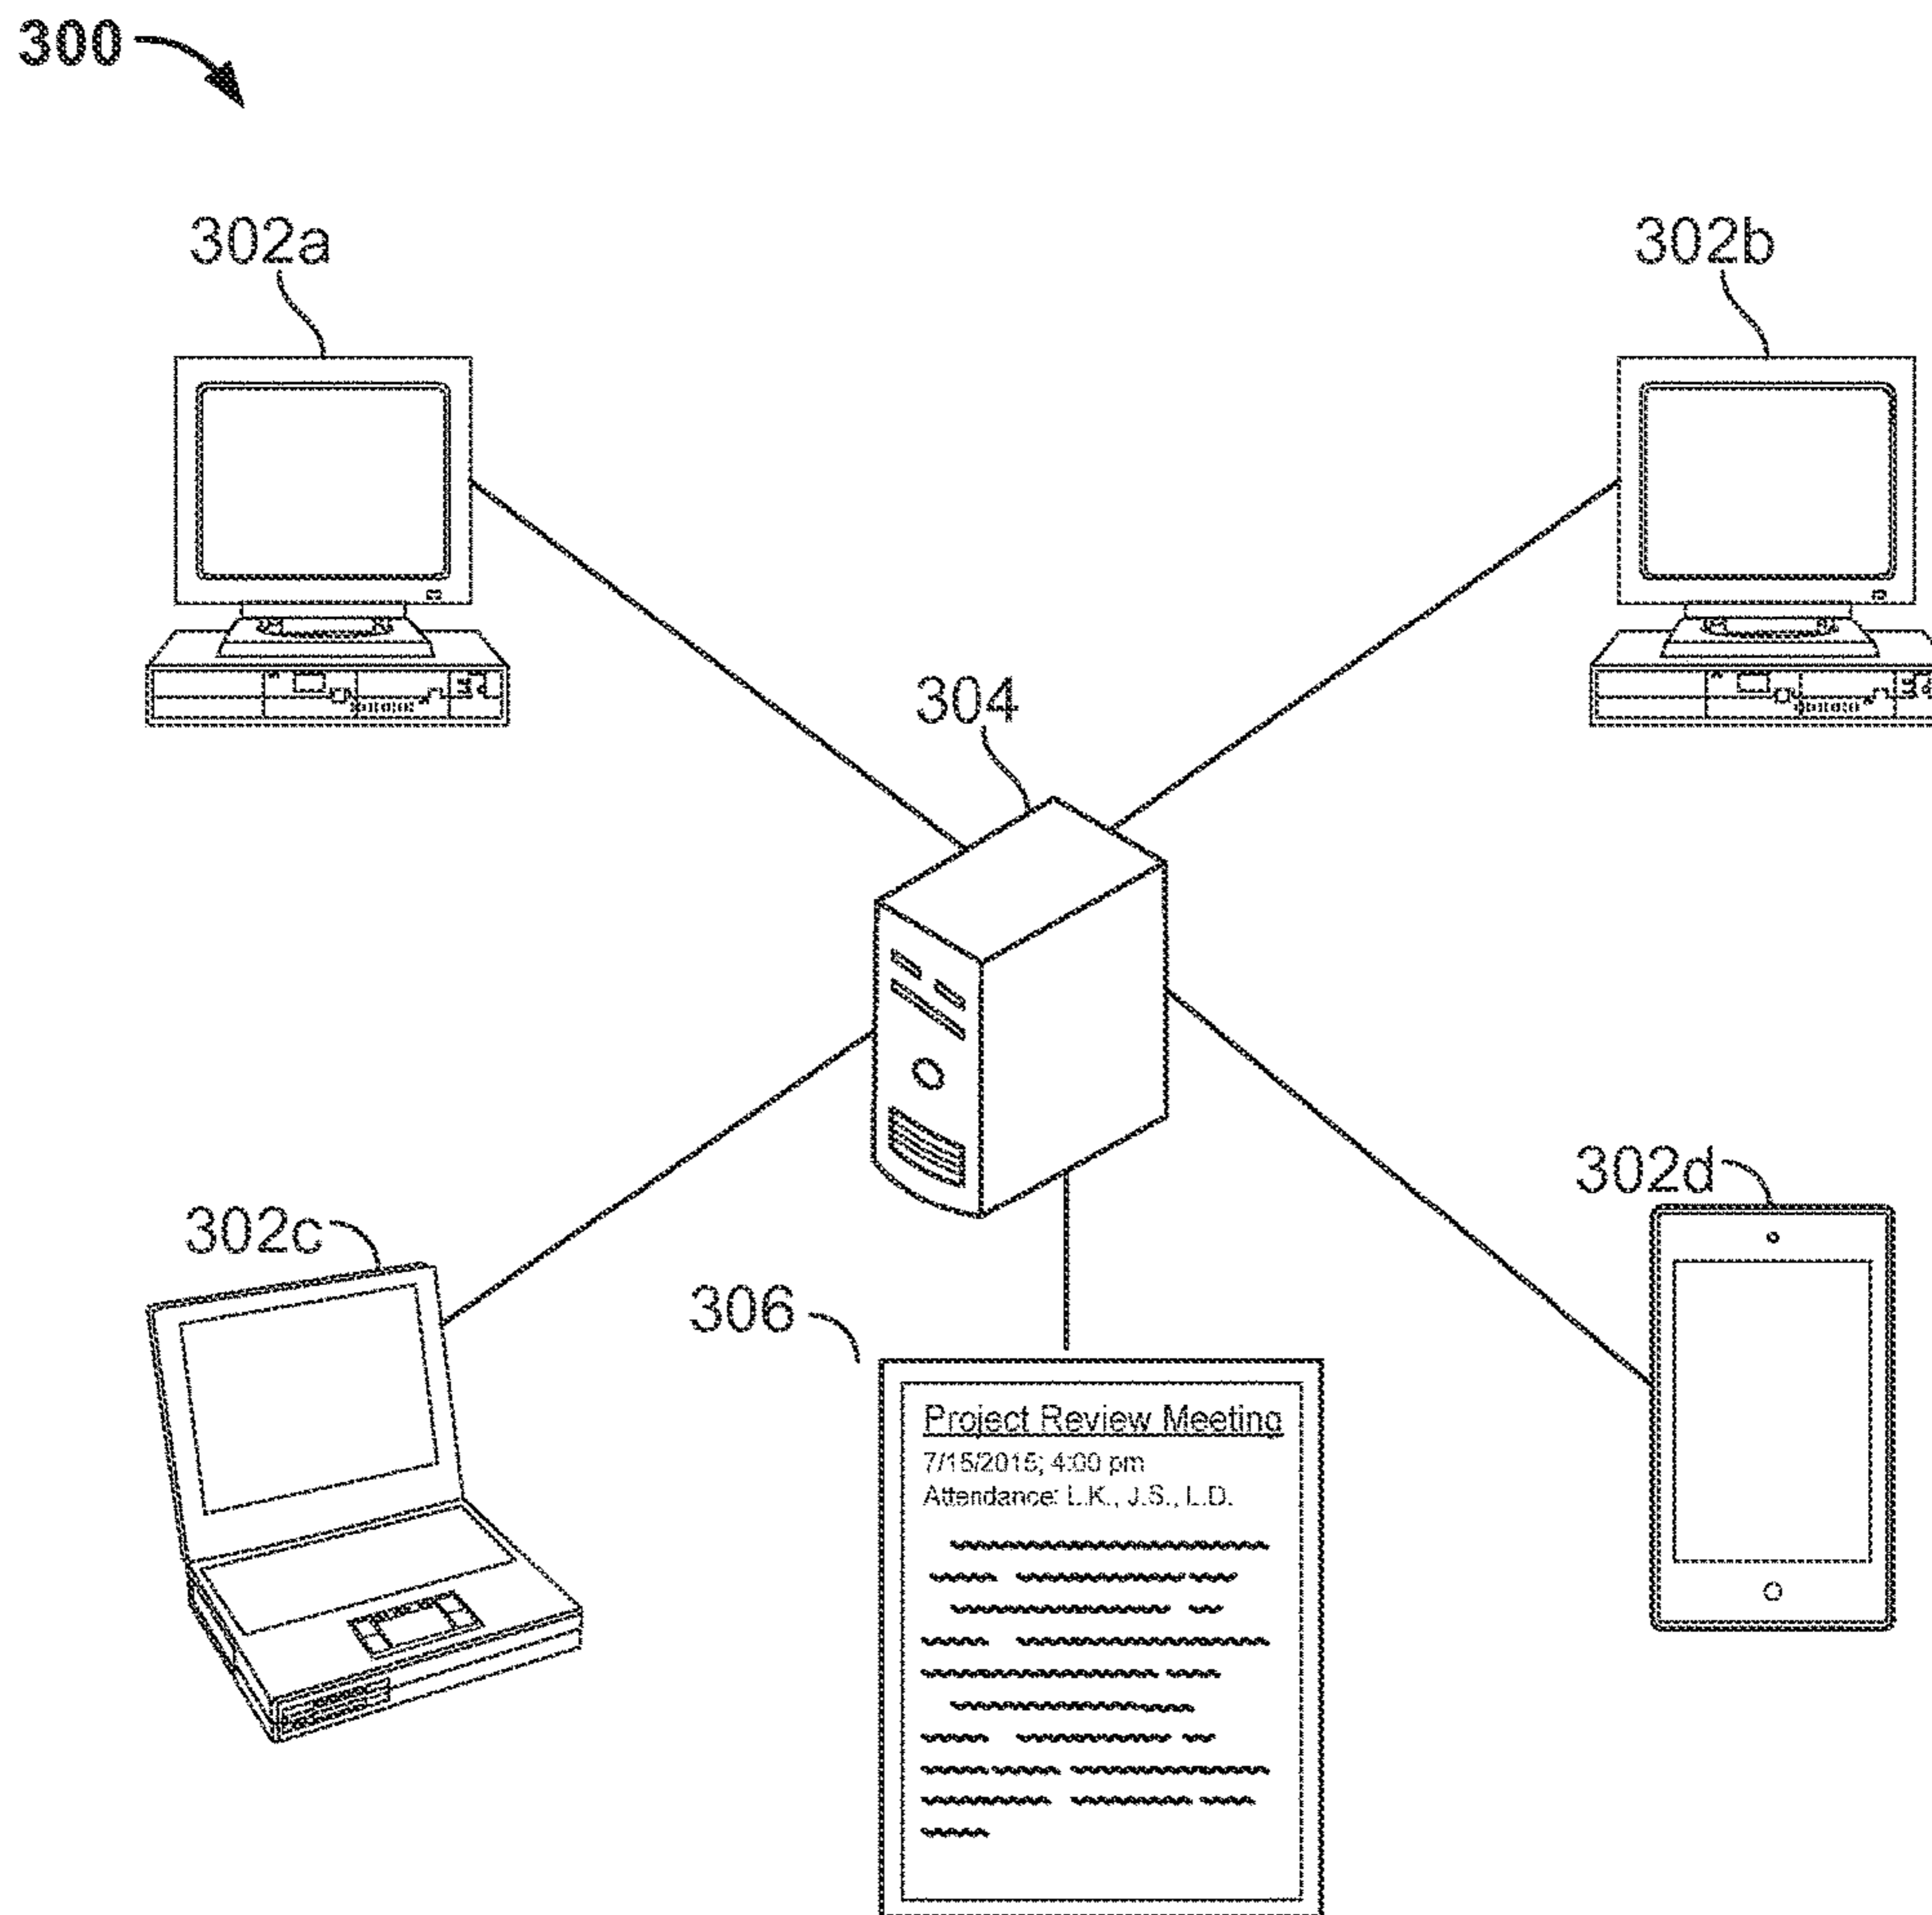 300
302a
302b
304
302c
302d
306
Project Review Meeting
7/15/2015; 4:00 pm
Attendance: L.K., J.S., L.D.